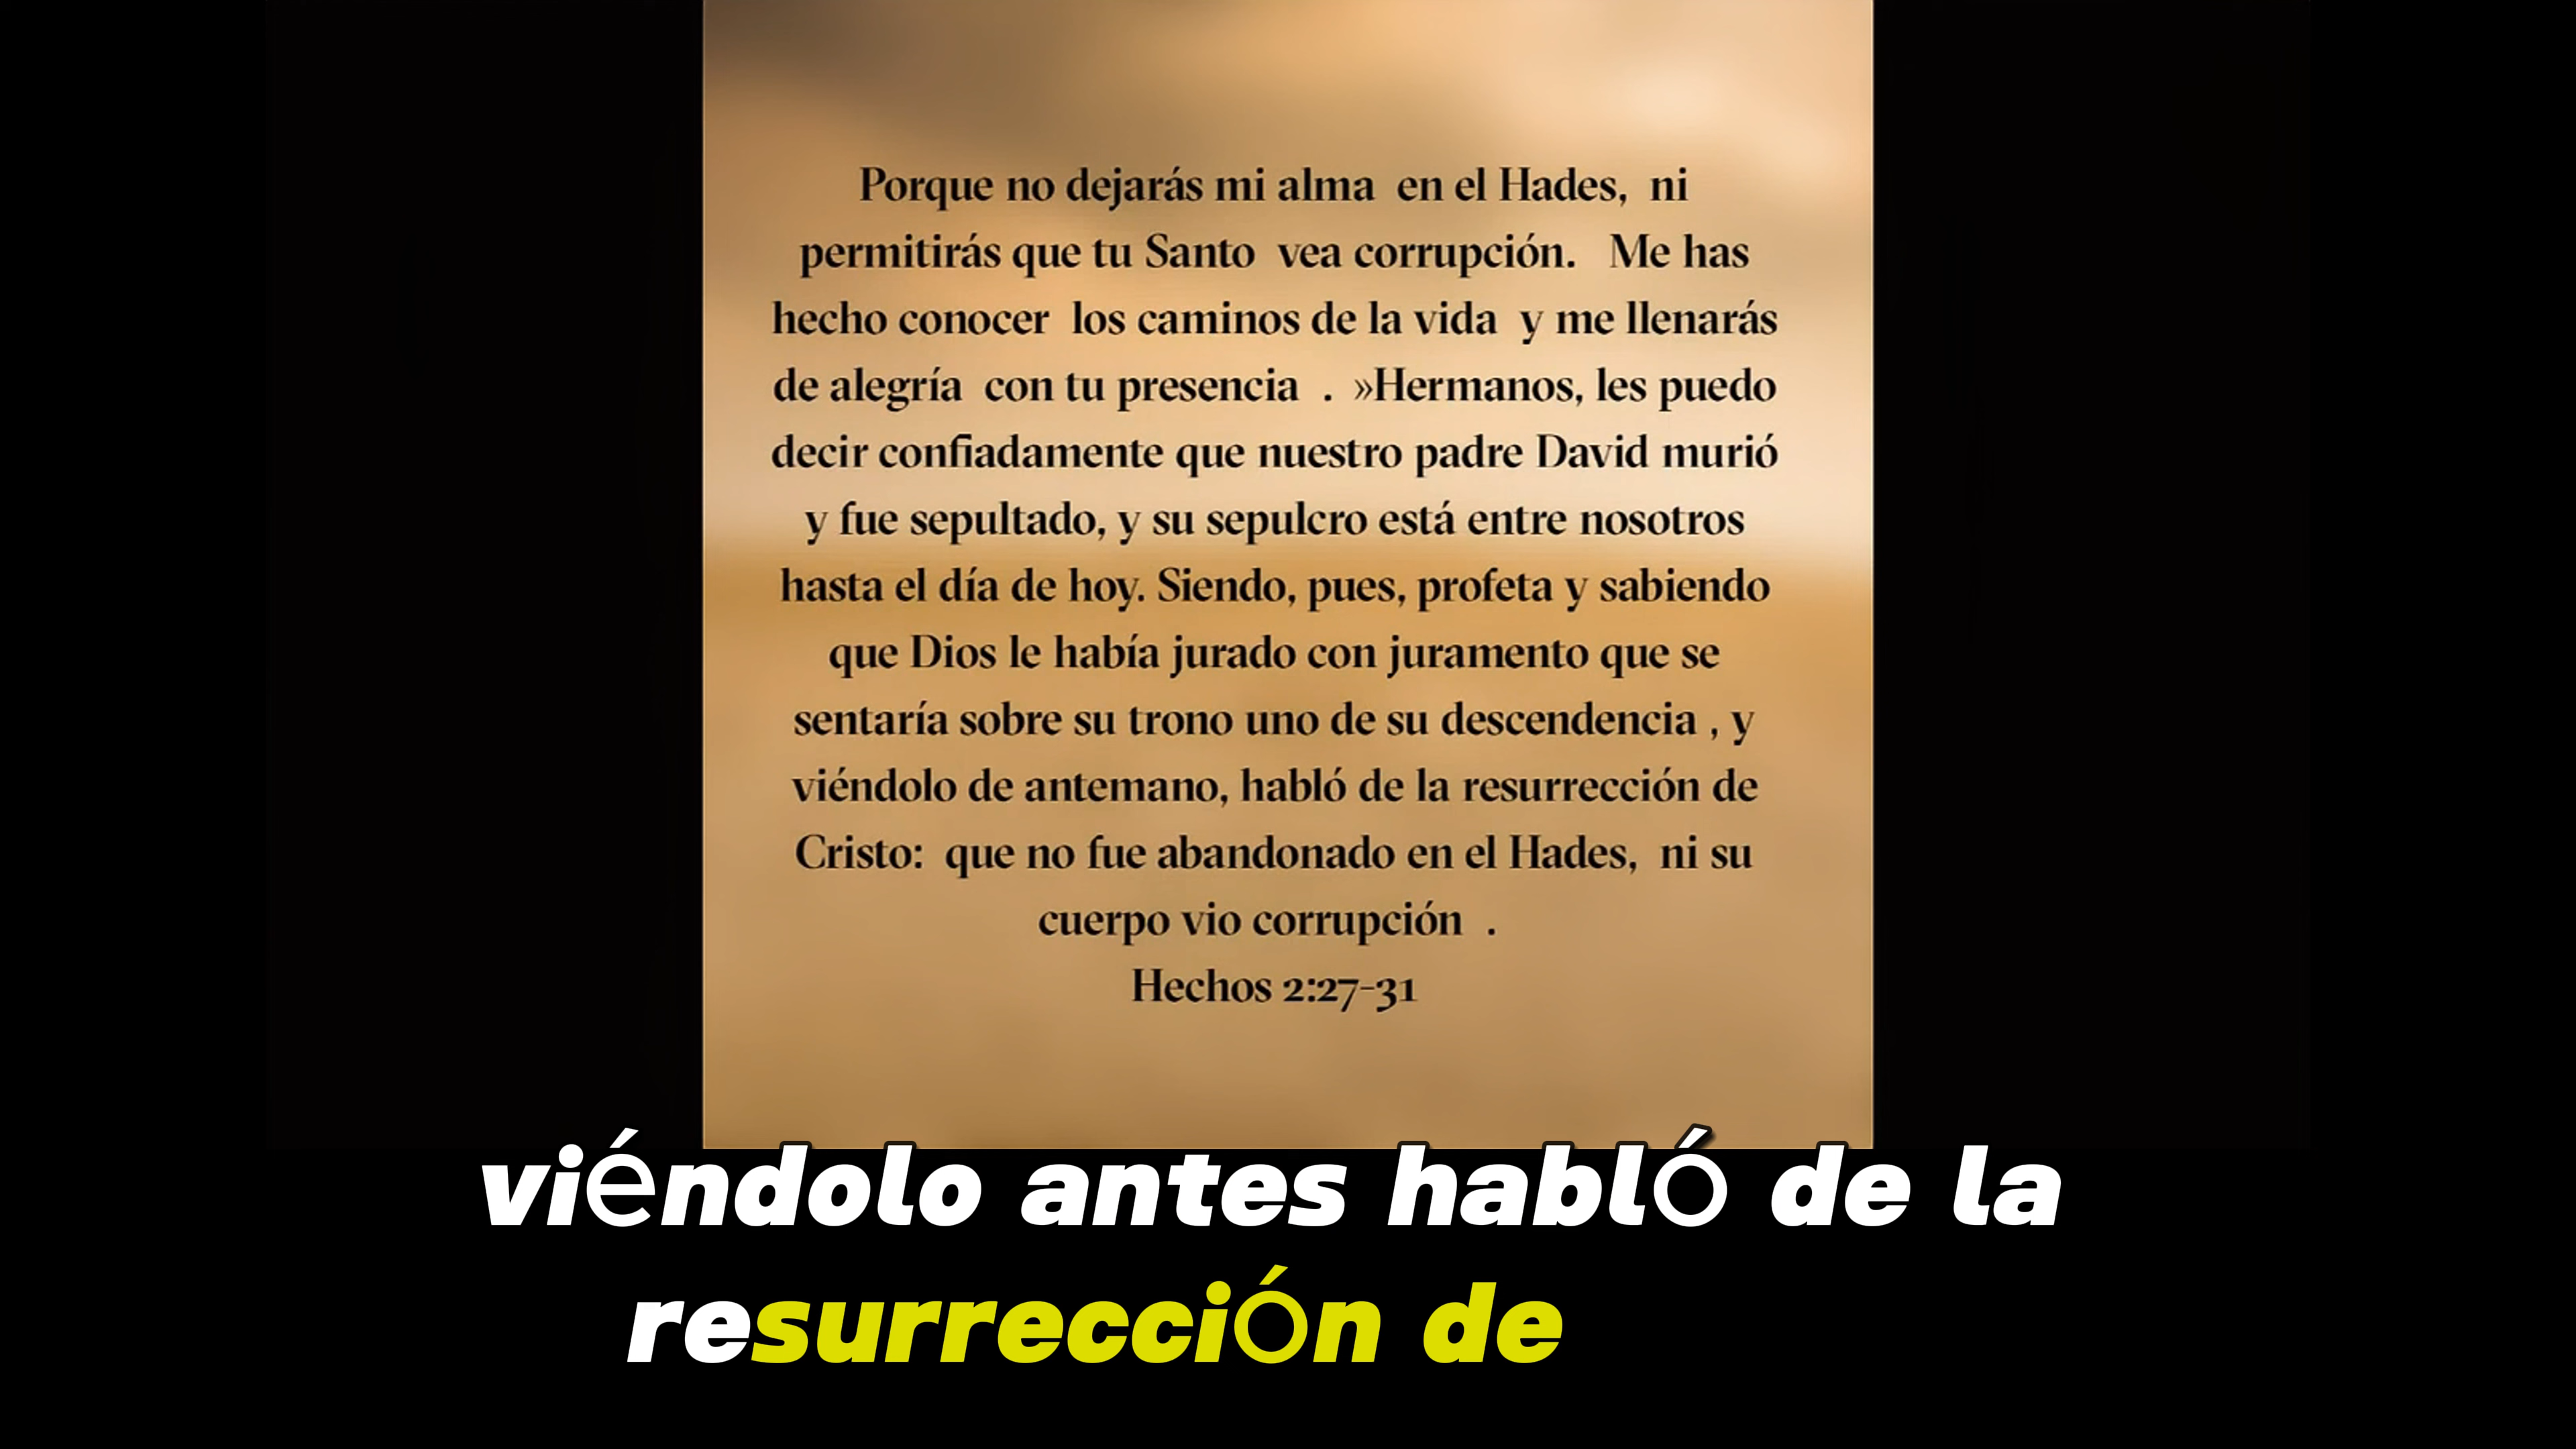 Porque no dejarás mi alma en el Hades, ni
permitirás que tu Santo vea corrupción. Me has
hecho conocer los caminos de la vida y me llenarás
de alegría con tu presencia . »Hermanos, les puedo
decir confiadamente que nuestro padre David murió
y fue sepultado, y su sepulcro está entre nosotros
hasta el día de hoy. Siendo, pues, profeta y sabiendo
que Dios le había jurado con juramento que se
sentaría sobre su trono uno de su descendencia , y
viéndolo de antemano, habló de la resurrección de
Cristo: que no fue abandonado en el Hades, ni su
cuerpo vio corrupción .
Hechos 2:27-31
viéndolo antes habló de la
resurrección de